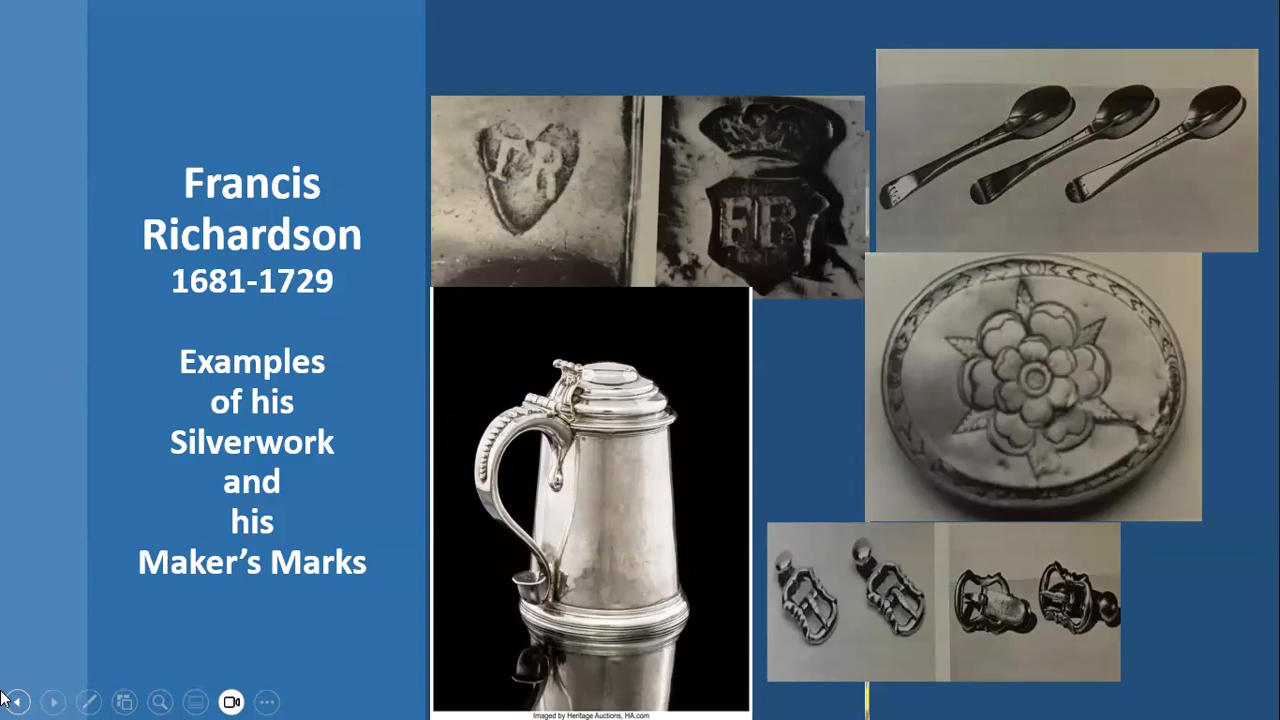 Francis
Richardson
1681-1729
Examples
of his
Silverwork
and
his
Maker's Marks
FR
FR
Imaged by Heritage Auctions, HA.com